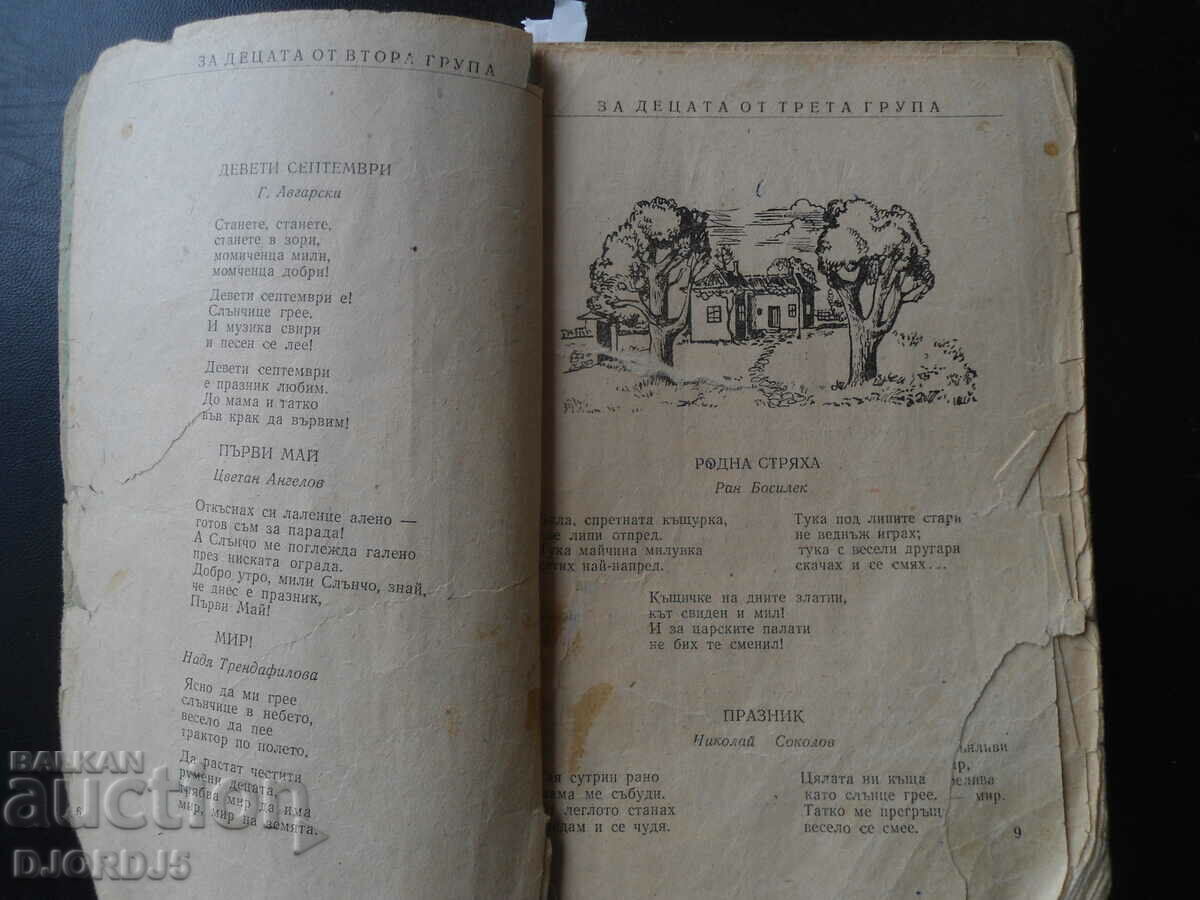 ЗА ДЕЦАТА ОТ ВТОРА ГРУПА
ДЕВЕТИ СЕПТЕМВРИ
Г. Авгарски
Станете, станете,
станете в зори,
момиченца мили,
момченца добри!
Девети септември е!
Слънчице грее.
И музика свири
и песен се лее!
Девети септември
е празник любим.
До мама и татко
във крак да вървим!
ПЪРВИ МАЙ
Цветан Ангелов
Откъснах си лаленце алено —
готов съм за парада!
А Слънчо ме поглежда галено
през ниската ограда.
Добро утро, мили Слънчо, знай,
че днес е празник,
Първи Май!
МИР!
Надя Трендафилова
Ясно да ми грее
слънчице в небето,
весело да пее
трактор по полето.
Да растат честити
румени децата,
трябва мир да има
мир, мир на земята.
ЗА ДЕЦАТА ОТ ТРЕТА ГРУПА
РОДНА СТРЯХА
Ран Босилек
спретната къщурка,
липи отпред.
Тука майчина милувка
най-напред.
Тука под липите стари
не веднъж играх;
тука с весели другари
скачах и се смях...
Къщичке на дните златни,
кът свиден и мил!
И за царските палати
не бих те сменил!
ПРАЗНИК
Николай Соколов
сутрин рано
мама ме събуди.
леглото станах
и се чудя.
Цялата ни къща
като слънце грее.
Татко ме прегръщ
весело се смее.
— мир.
9
BALKAN
auction
DJORDJ5